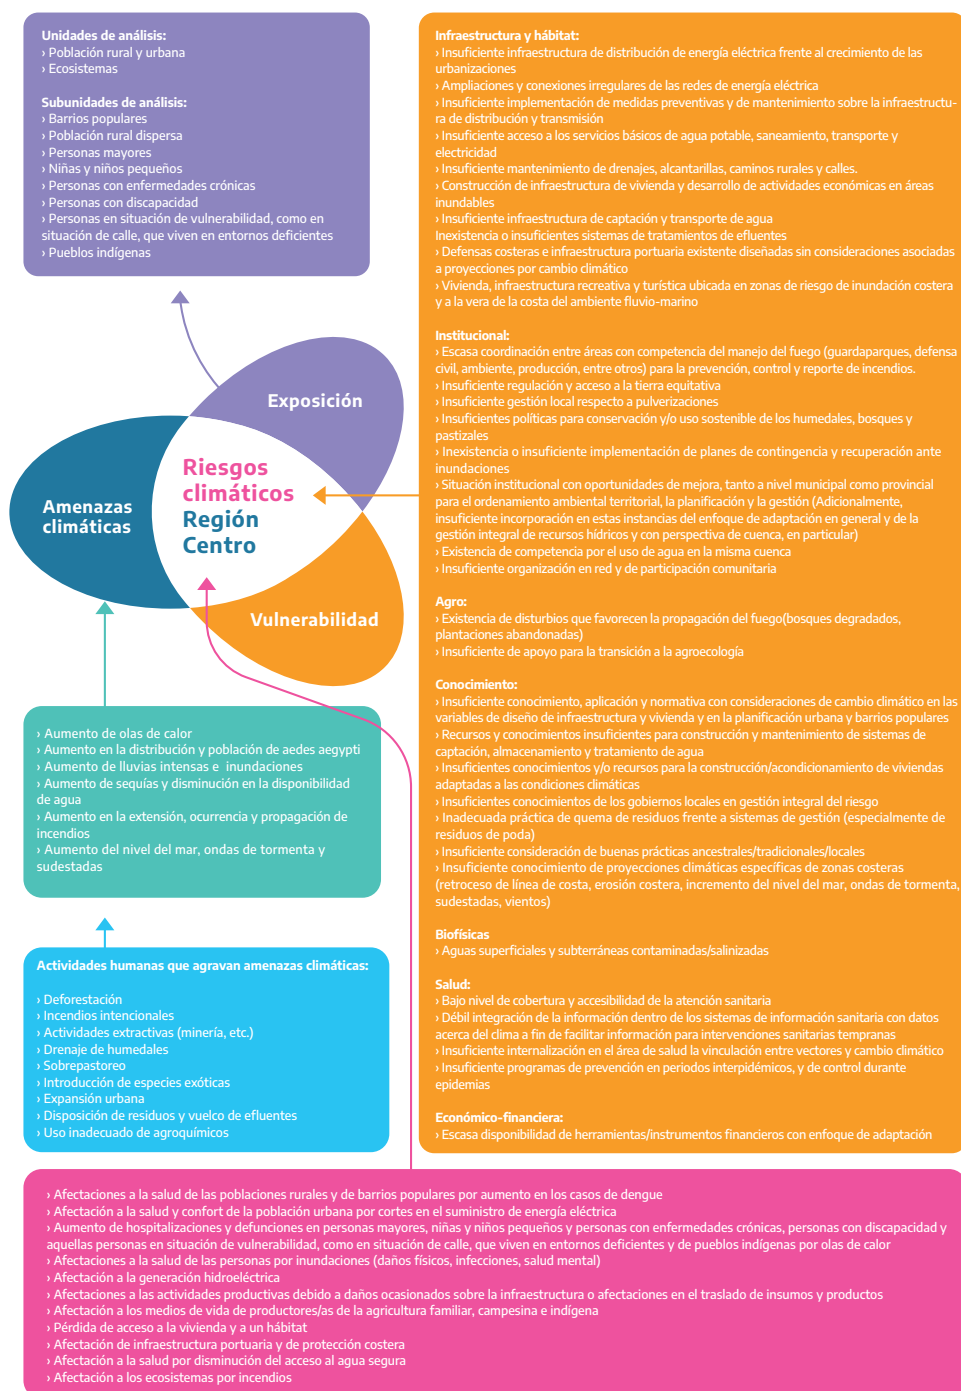 Unidades de análisis:
› Población rural y urbana
› Ecosistemas
Subunidades de análisis:
› Barrios populares
› Población rural dispersa
› Personas mayores
› Niñas y niños pequeños
› Personas con enfermedades crónicas
› Personas con discapacidad
› Personas en situación de vulnerabilidad, como en
situación de calle, que viven en entornos deficientes
› Pueblos indígenas
Exposición
Riesgos
climáticos
Región
Centro
Amenazas
climáticas
Vulnerabilidad
› Aumento de olas de calor
› Aumento en la distribución y población de aedes aegypti
› Aumento de lluvias intensas e inundaciones
› Aumento de sequías y disminución en la disponibilidad
de agua
› Aumento en la extensión, ocurrencia y propagación de
incendios
› Aumento del nivel del mar, ondas de tormenta y
sudestadas
Actividades humanas que agravan amenazas climáticas:
› Deforestación
› Incendios intencionales
› Actividades extractivas (minería, etc.)
› Drenaje de humedales
› Sobrepastoreo
› Introducción de especies exóticas
› Expansión urbana
› Disposición de residuos y vuelco de efluentes
› Uso inadecuado de agroquímicos
Infraestructura y hábitat:
› Insuficiente infraestructura de distribución de energía eléctrica frente al crecimiento de las
urbanizaciones
› Ampliaciones y conexiones irregulares de las redes de energía eléctrica
› Insuficiente implementación de medidas preventivas y de mantenimiento sobre la infraestructu-
ra de distribución y transmisión
› Insuficiente acceso a los servicios básicos de agua potable, saneamiento, transporte y
electricidad
› Insuficiente mantenimiento de drenajes, alcantarillas, caminos rurales y calles.
› Construcción de infraestructura de vivienda y desarrollo de actividades económicas en áreas
inundables
› Insuficiente infraestructura de captación y transporte de agua
Inexistencia o insuficientes sistemas de tratamientos de efluentes
› Defensas costeras e infraestructura portuaria existente diseñadas sin consideraciones asociadas
a proyecciones por cambio climático
› Vivienda, infraestructura recreativa y turística ubicada en zonas de riesgo de inundación costera
y a la vera de la costa del ambiente fluvio-marino
Institucional:
› Escasa coordinación entre áreas con competencia del manejo del fuego (guardaparques, defensa
civil, ambiente, producción, entre otros) para la prevención, control y reporte de incendios.
› Insuficiente regulación y acceso a la tierra equitativa
› Insuficiente gestión local respecto a pulverizaciones
› Insuficientes políticas para conservación y/o uso sostenible de los humedales, bosques y
pastizales
› Inexistencia o insuficiente implementación de planes de contingencia y recuperación ante
inundaciones
› Situación institucional con oportunidades de mejora, tanto a nivel municipal como provincial
para el ordenamiento ambiental territorial, la planificación y la gestión (Adicionalmente,
insuficiente incorporación en estas instancias del enfoque de adaptación en general y de la
gestión integral de recursos hídricos y con perspectiva de cuenca, en particular)
› Existencia de competencia por el uso de agua en la misma cuenca
› Insuficiente organización en red y de participación comunitaria
Agro:
› Existencia de disturbios que favorecen la propagación del fuego(bosques degradados,
plantaciones abandonadas)
› Insuficiente de apoyo para la transición a la agroecología
Conocimiento:
› Insuficiente conocimiento, aplicación y normativa con consideraciones de cambio climático en las
variables de diseño de infraestructura y vivienda y en la planificación urbana y barrios populares
› Recursos y conocimientos insuficientes para construcción y mantenimiento de sistemas de
captación, almacenamiento y tratamiento de agua
› Insuficientes conocimientos y/o recursos para la construcción/acondicionamiento de viviendas
adaptadas a las condiciones climáticas
› Insuficientes conocimientos de los gobiernos locales en gestión integral del riesgo
› Inadecuada práctica de quema de residuos frente a sistemas de gestión (especialmente de
residuos de poda)
› Insuficiente consideración de buenas prácticas ancestrales/tradicionales/locales
› Insuficiente conocimiento de proyecciones climáticas específicas de zonas costeras
(retroceso de línea de costa, erosión costera, incremento del nivel del mar, ondas de tormenta,
sudestadas, vientos)
Biofísicas
› Aguas superficiales y subterráneas contaminadas/salinizadas
Salud:
› Bajo nivel de cobertura y accesibilidad de la atención sanitaria
› Débil integración de la información dentro de los sistemas de información sanitaria con datos
acerca del clima a fin de facilitar información para intervenciones sanitarias tempranas
› Insuficiente internalización en el área de salud la vinculación entre vectores y cambio climático
› Insuficiente programas de prevención en periodos interpidémicos, y de control durante
epidemias
Económico-financiera:
› Escasa disponibilidad de herramientas/instrumentos financieros con enfoque de adaptación
› Afectaciones a la salud de las poblaciones rurales y de barrios populares por aumento en los casos de dengue
› Afectación a la salud y confort de la población urbana por cortes en el suministro de energía eléctrica
› Aumento de hospitalizaciones y defunciones en personas mayores, niñas y niños pequeños y personas con enfermedades crónicas, personas con discapacidad y
aquellas personas en situación de vulnerabilidad, como en situación de calle, que viven en entornos deficientes y de pueblos indígenas por olas de calor
› Afectaciones a la salud de las personas por inundaciones (daños físicos, infecciones, salud mental)
› Afectación a la generación hidroeléctrica
› Afectaciones a las actividades productivas debido a daños ocasionados sobre la infraestructura o afectaciones en el traslado de insumos y productos
› Afectación a los medios de vida de productores/as de la agricultura familiar, campesina e indígena
› Pérdida de acceso a la vivienda y a un hábitat
› Afectación de infraestructura portuaria y de protección costera
› Afectación a la salud por disminución del acceso al agua segura
› Afectación a los ecosistemas por incendios